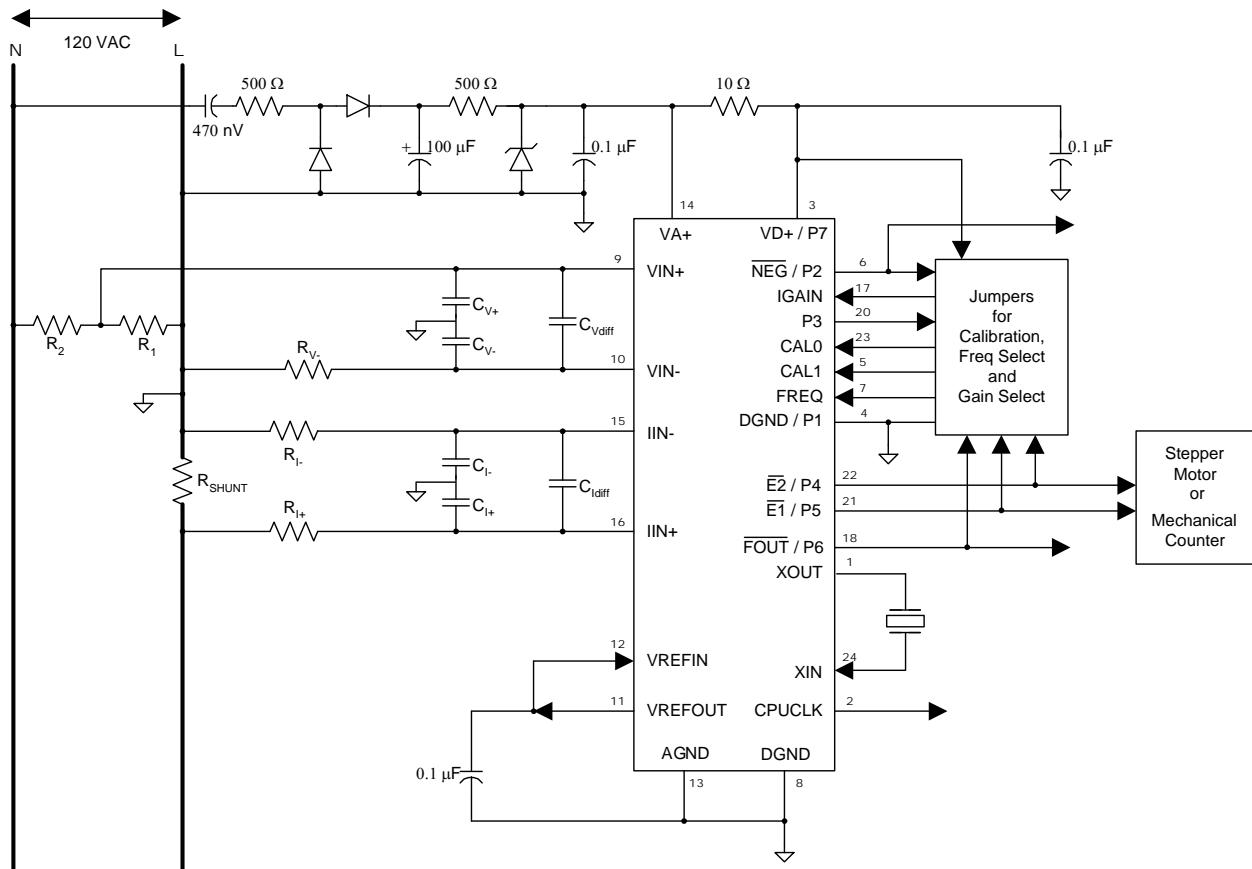 120 VAC
N
L
500 Ω
500 Ω
10 Ω
470 nV
+
100 µF
0.1 µF
0.1 µF
14
3
VA+
VD+ / P7
9
VIN+
NEG / P2
6
IGAIN
17
P3
20
CAL0
23
CAL1
5
FREQ
7
DGND / P1
4
Jumpers
for
Calibration,
Freq Select
and
Gain Select
CV+
CV-
CVdiff
R2
R1
RV-
10
VIN-
15
IIN-
RI-
CI-
CI+
CIdiff
RSHUNT
RI+
16
IIN+
E2 / P4
22
E1 / P5
21
FOUT / P6
18
XOUT
1
Stepper
Motor
or
Mechanical
Counter
12
VREFIN
XIN
24
11
VREFOUT
CPUCLK
2
0.1 µF
AGND
DGND
13
8